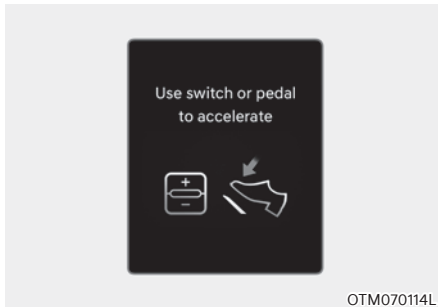 Use switch or pedal
to accelerate
+
−
OTM070114L